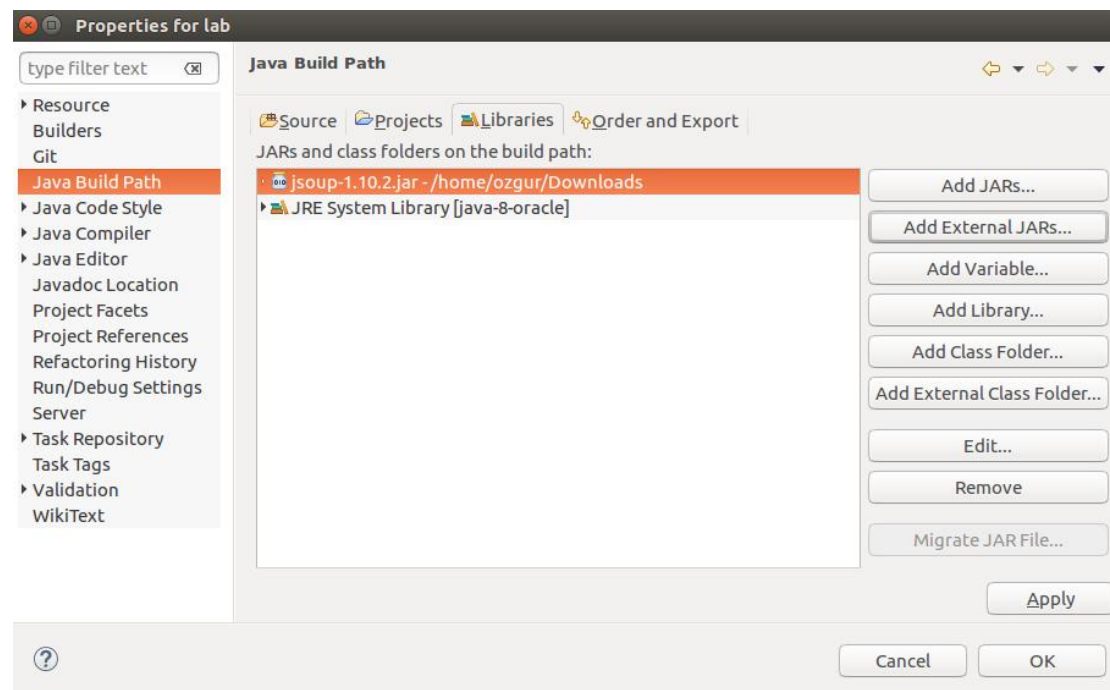 Properties for lab
type filter text
Resource
Builders
Git
Java Build Path
Java Code Style
Java Compiler
Java Editor
Javadoc Location
Project Facets
Project References
Refactoring History
Run/Debug Settings
Server
Task Repository
Task Tags
Validation
WikiText
Java Build Path
Source Projects Libraries Order and Export
JARs and class folders on the build path:
jsoup-1.10.2.jar - /home/ozgur/Downloads
JRE System Library [java-8-oracle]
Add JARs...
Add External JARs...
Add Variable...
Add Library...
Add Class Folder...
Add External Class Folder...
Edit...
Remove
Migrate JAR File...
Apply
Cancel
OK